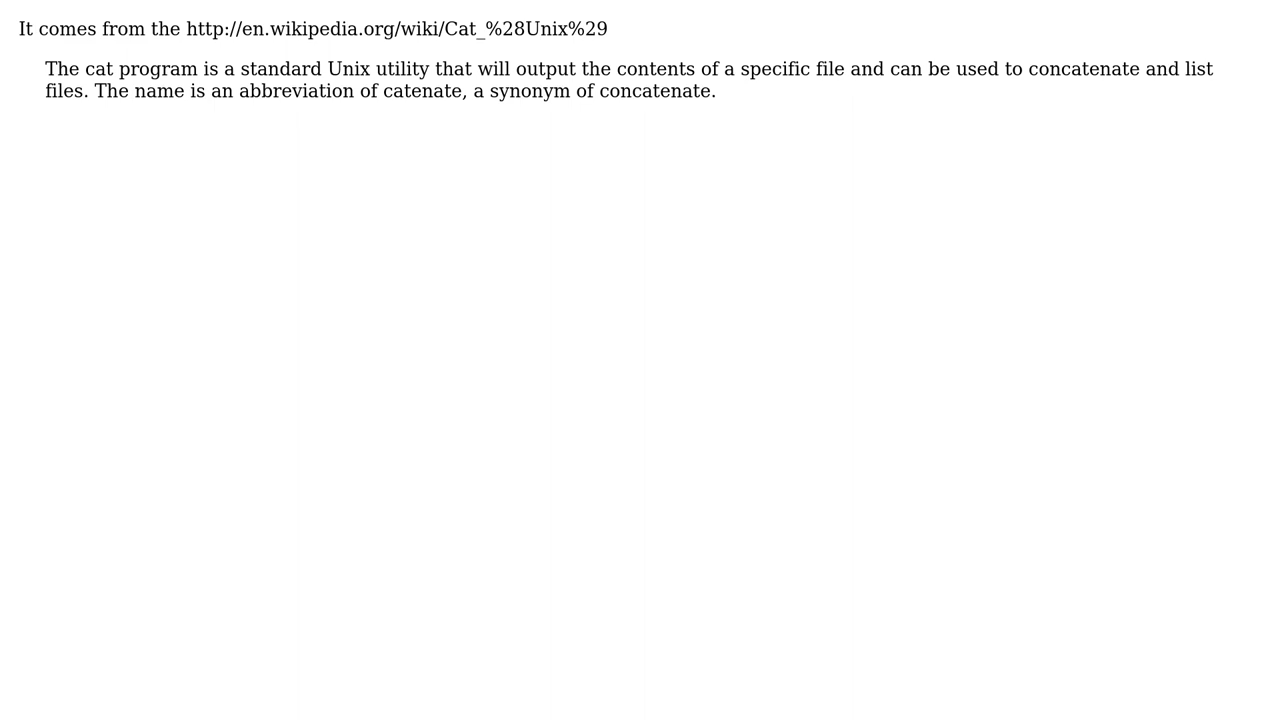 It comes from the http://en.wikipedia.org/wiki/Cat_%28Unix%29
The cat program is a standard Unix utility that will output the contents of a specific file and can be used to concatenate and list
files. The name is an abbreviation of catenate, a synonym of concatenate.